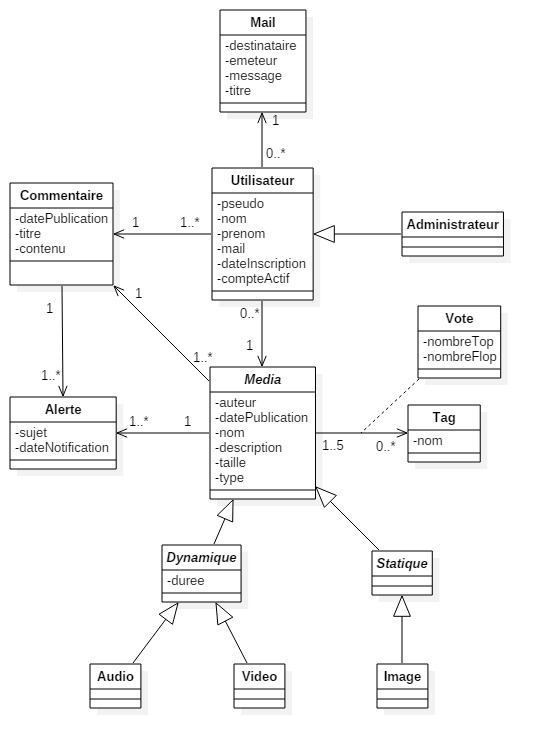 Mail
-destinataire
-emeteur
-message
-titre
1
0..*
Utilisateur
-pseudo
-nom
-prenom
-mail
-dateInscription
-compteActif
Commentaire
-datePublication
-titre
-contenu
1
1..*
Administrateur
1
1..*
0..*
1
Vote
-nombreTop
-nombreFlop
1
1..*
Media
-auteur
-datePublication
-nom
-description
-taille
-type
Alerte
-sujet
-dateNotification
1..*
1
1..5
0..*
Tag
-nom
Dynamique
-duree
Statique
Audio
Video
Image